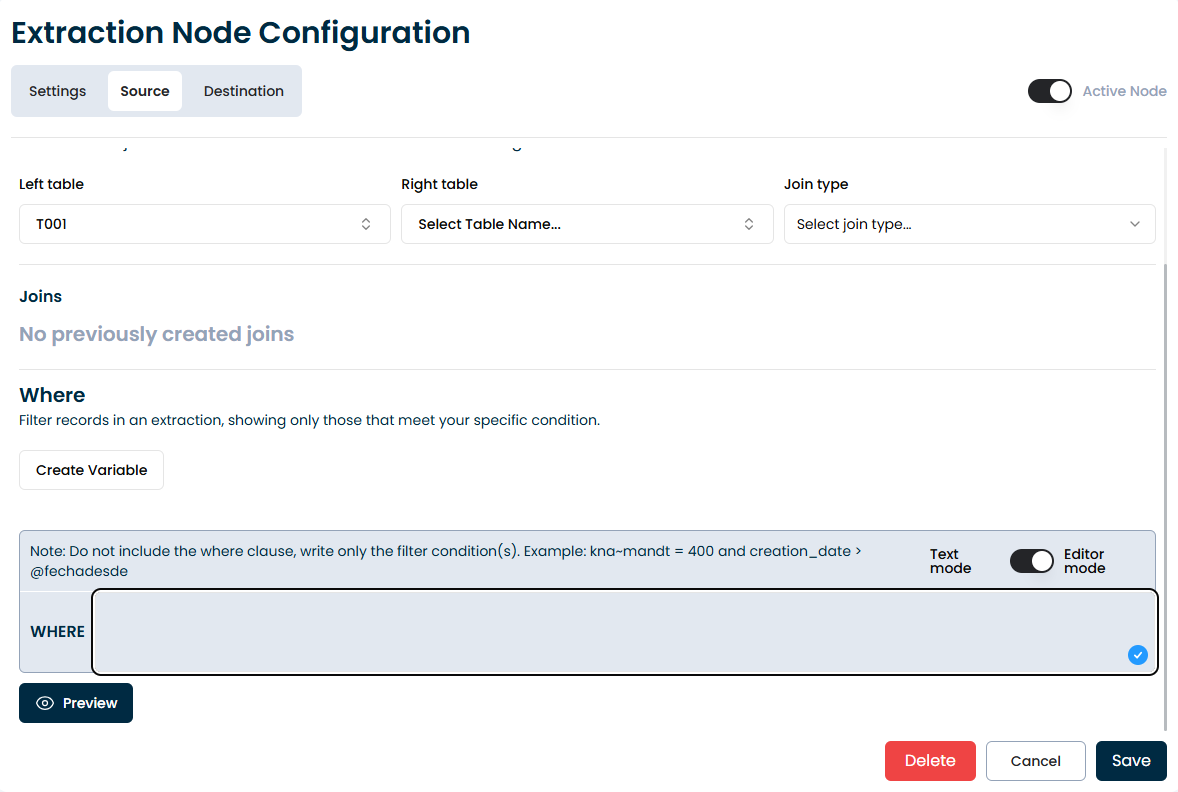 Extraction Node Configuration
Settings Source Destination Active Node
Left table Right table Join type
T001 Select Table Name... Select join type...
Joins
No previously created joins
Where
Filter records in an extraction, showing only those that meet your specific condition.
Create Variable
Note: Do not include the where clause, write only the filter condition(s). Example: kna~mandt = 400 and creation_date >
@fechadesde
Text
mode
Editor
mode
WHERE
Preview
Delete Cancel Save